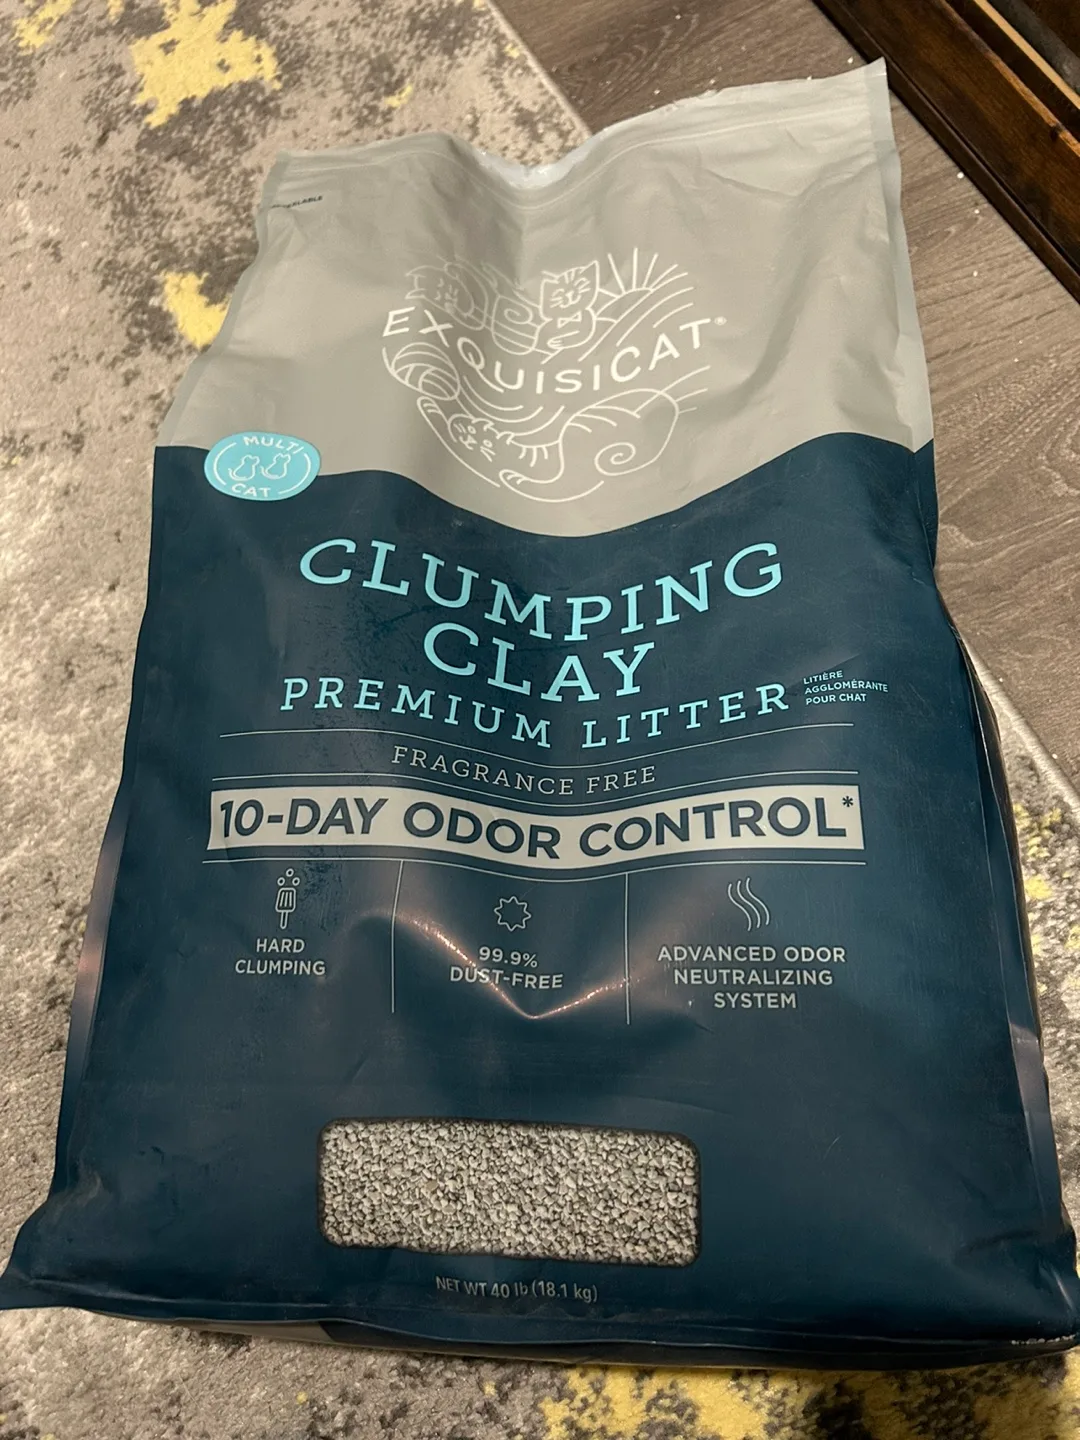 EXQUISICAT®
MULTI
CAT
CLUMPING
CLAY
PREMIUM LITTER
LITIÈRE
AGGLOMÉRANTE
POUR CHAT
FRAGRANCE FREE
10-DAY ODOR CONTROL*
HARD
CLUMPING
99.9%
DUST-FREE
ADVANCED ODOR
NEUTRALIZING
SYSTEM
NET WT 40 lb (18.1 kg)